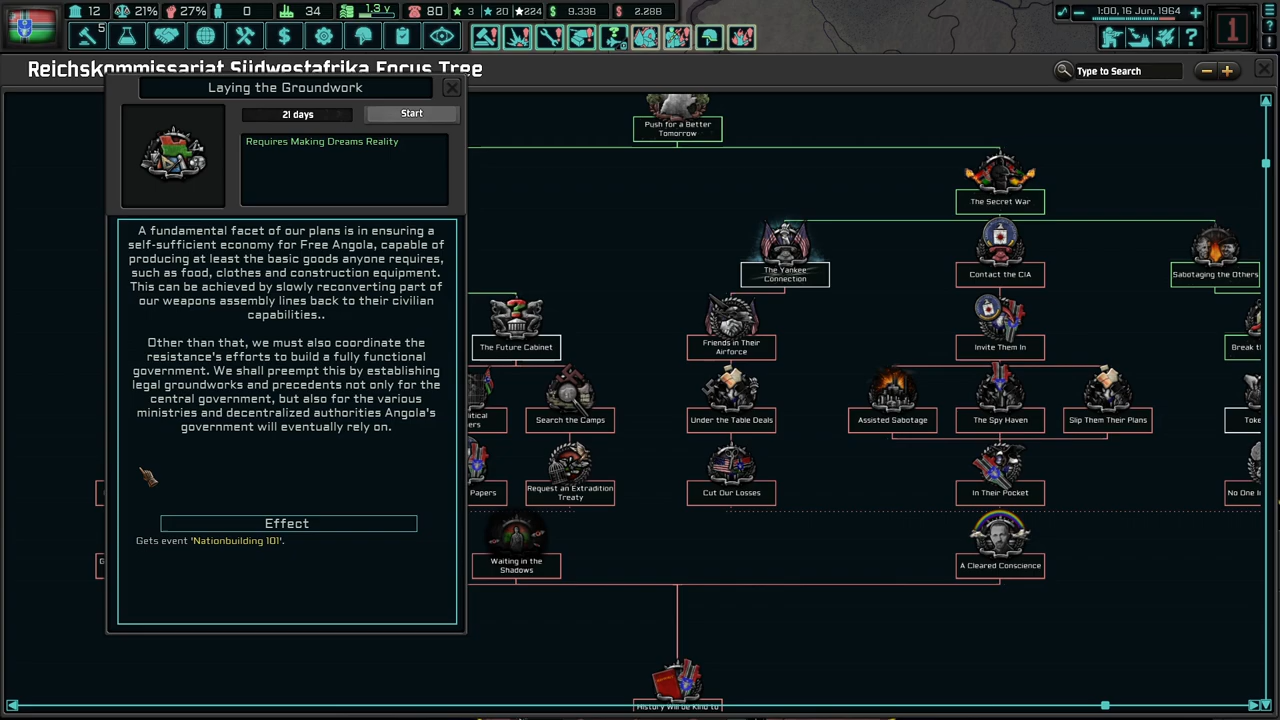 12
21%
27%
0
34
1.3 v
80
3
20
224
$ 9.33B
$ 2.28B
1:00, 16 Jun, 1964
5
1
Reichskommissariat Südwestafrika Focus Tree
Type to Search
Laying the Groundwork
21 days
Start
Requires Making Dreams Reality
A fundamental facet of our plans is in ensuring a
self-sufficient economy for Free Angola, capable of
producing at least the basic goods anyone requires,
such as food, clothes and construction equipment.
This can be achieved by slowly reconverting part of
our weapons assembly lines back to their civilian
capabilities..
Other than that, we must also coordinate the
resistance's efforts to build a fully functional
government. We shall preempt this by establishing
legal groundworks and precedents not only for the
central government, but also for the various
ministries and decentralized authorities Angola's
government will eventually rely on.
Effect
Gets event 'Nationbuilding 101'.
Push for a Better
Tomorrow
The Secret War
The Yankee
Connection
Contact the CIA
Sabotaging the Others
The Future Cabinet
Friends in Their
Airforce
Invite Them In
Break th
Search the Camps
Under the Table Deals
Assisted Sabotage
The Spy Haven
Slip Them Their Plans
Toke
Papers
Request an Extradition
Treaty
Cut Our Losses
In Their Pocket
No One I
Waiting in the
Shadows
A Cleared Conscience
History Will be Kind to